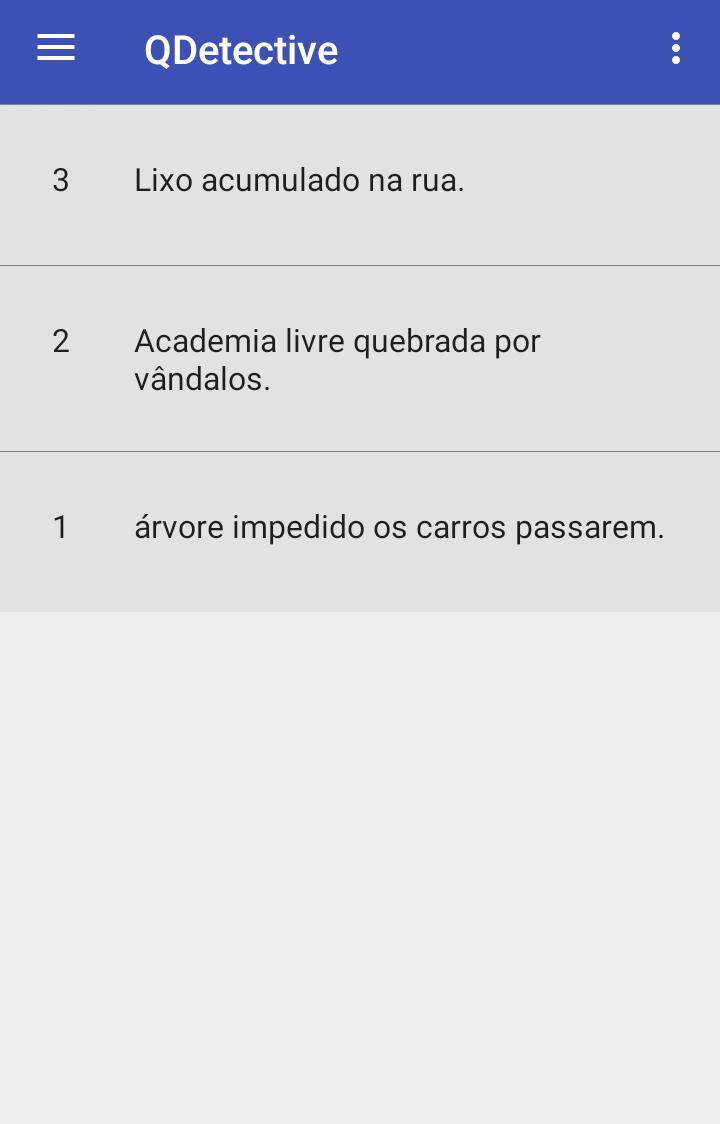 QDetective
3 Lixo acumulado na rua.
2 Academia livre quebrada por
vândalos.
1 árvore impedido os carros passarem.